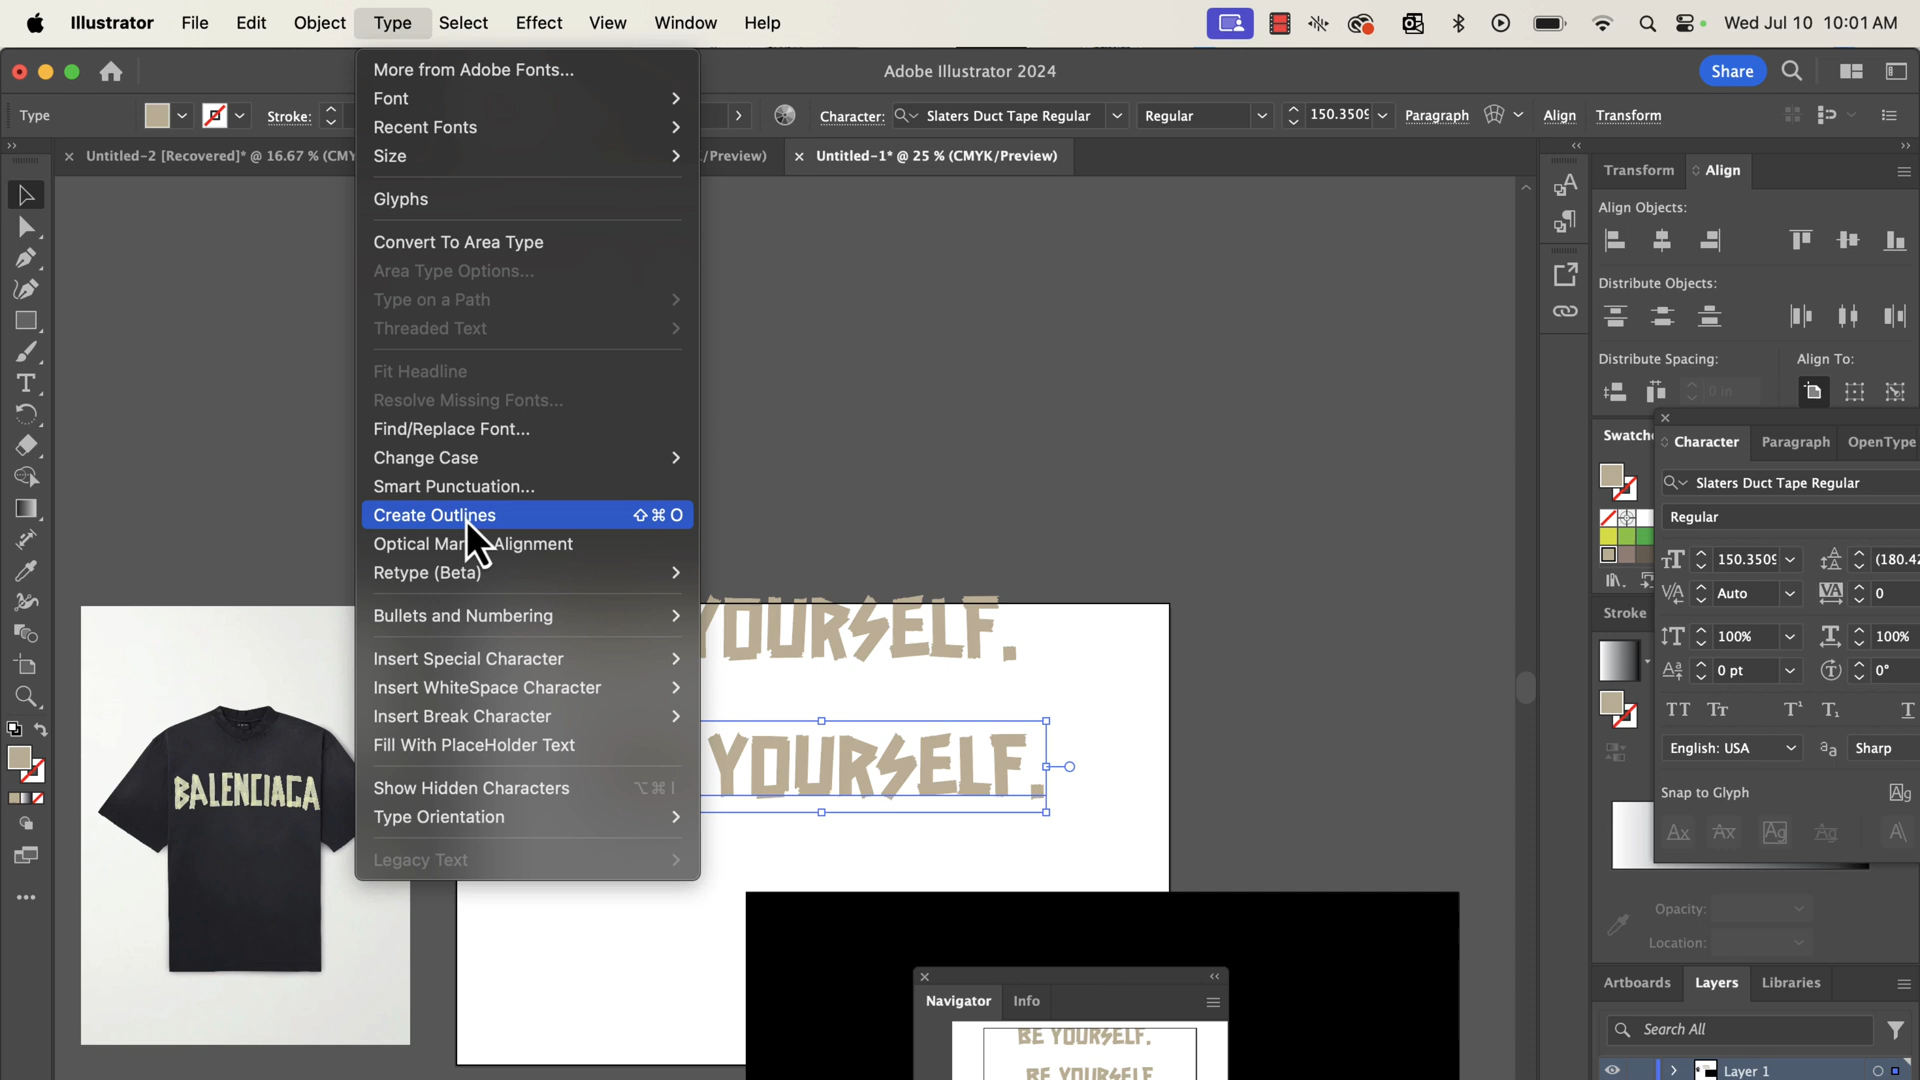 Illustrator File Edit Object Type Select Effect View Window Help Wed Jul 10 10:01 AM
Adobe Illustrator 2024 Share
Type Stroke: Character: Slaters Duct Tape Regular Regular Paragraph Align Transform
Untitled-2 [Recovered]* @ 16.67 % (CMY /Preview) Untitled-1* @ 25 % (CMYK/Preview)
More from Adobe Fonts...
Font
Recent Fonts
Size
Glyphs
Convert To Area Type
Area Type Options...
Type on a Path
Threaded Text
Fit Headline
Resolve Missing Fonts...
Find/Replace Font...
Change Case
Smart Punctuation...
Create Outlines ⇧⌘O
Optical Alignment
Retype (Beta)
Bullets and Numbering
Insert Special Character
Insert WhiteSpace Character
Insert Break Character
Fill With PlaceHolder Text
Show Hidden Characters ⌥⌘I
Type Orientation
Legacy Text
BALENCIAGA
YOURSELF.
YOURSELF.
Navigator Info
BE YOURSELF.
BE YOURSELF
Transform Align
Align Objects:
Distribute Objects:
Distribute Spacing: Align To:
0 in
Swatche
Character Paragraph OpenType
Slaters Duct Tape Regular
Regular
150.350 (180.42
Auto 0
100% 100%
0 pt 0°
English: USA Sharp
Snap to Glyph
Stroke
Opacity:
Location:
Artboards Layers Libraries
Search All
Layer 1